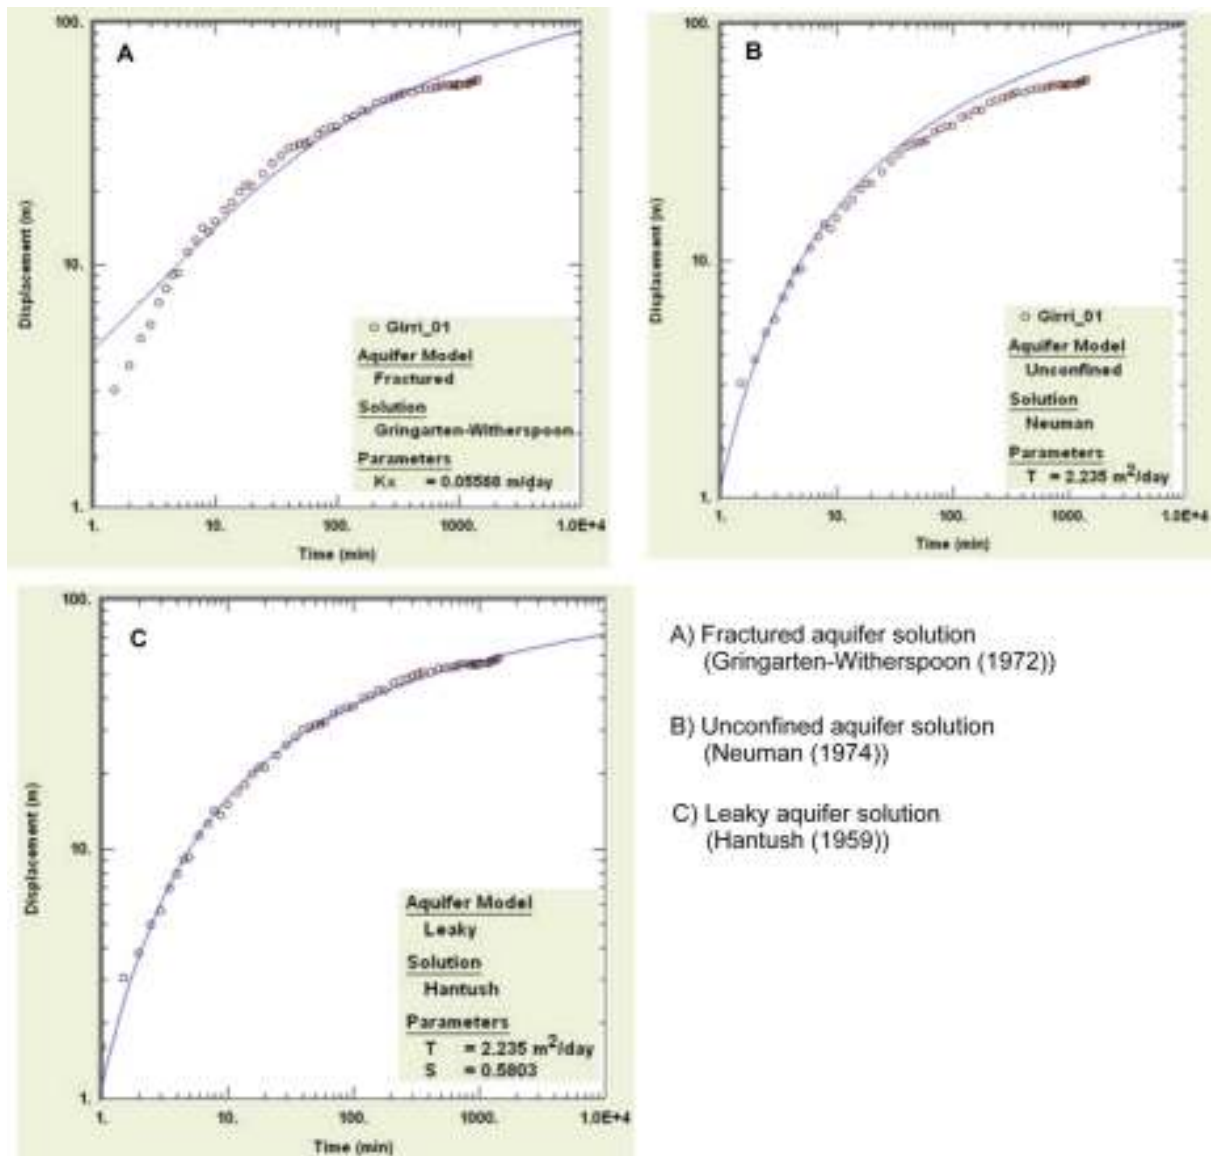 A
100.
10.
1.
1.
10.
100.
1000.
1.0E+4
Displacement (m)
Time (min)
Girri_01
Aquifer Model
Fractured
Solution
Gringarten-Witherspoon
Parameters
Kx = 0.05588 m/day
B
100.
10.
1.
1.
10.
100.
1000.
1.0E+4
Displacement (m)
Time (min)
Girri_01
Aquifer Model
Unconfined
Solution
Neuman
Parameters
T = 2.235 m²/day
C
100.
10.
1.
1.
10.
100.
1000.
1.0E+4
Displacement (m)
Time (min)
Aquifer Model
Leaky
Solution
Hantush
Parameters
T = 2.235 m²/day
S = 0.5803
A) Fractured aquifer solution
(Gringarten-Witherspoon (1972))
B) Unconfined aquifer solution
(Neuman (1974))
C) Leaky aquifer solution
(Hantush (1959))